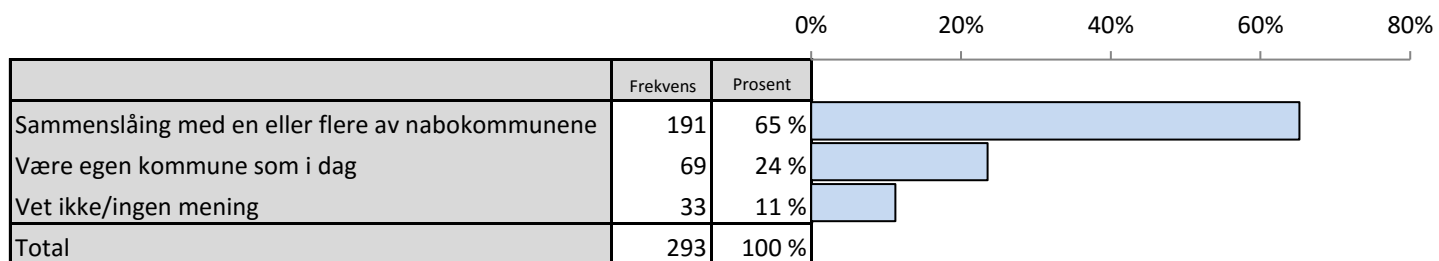 0% 20% 40% 60% 80%
Frekvens Prosent
Sammenslåing med en eller flere av nabokommunene 191 65 %
Være egen kommune som i dag 69 24 %
Vet ikke/ingen mening 33 11 %
Total 293 100 %